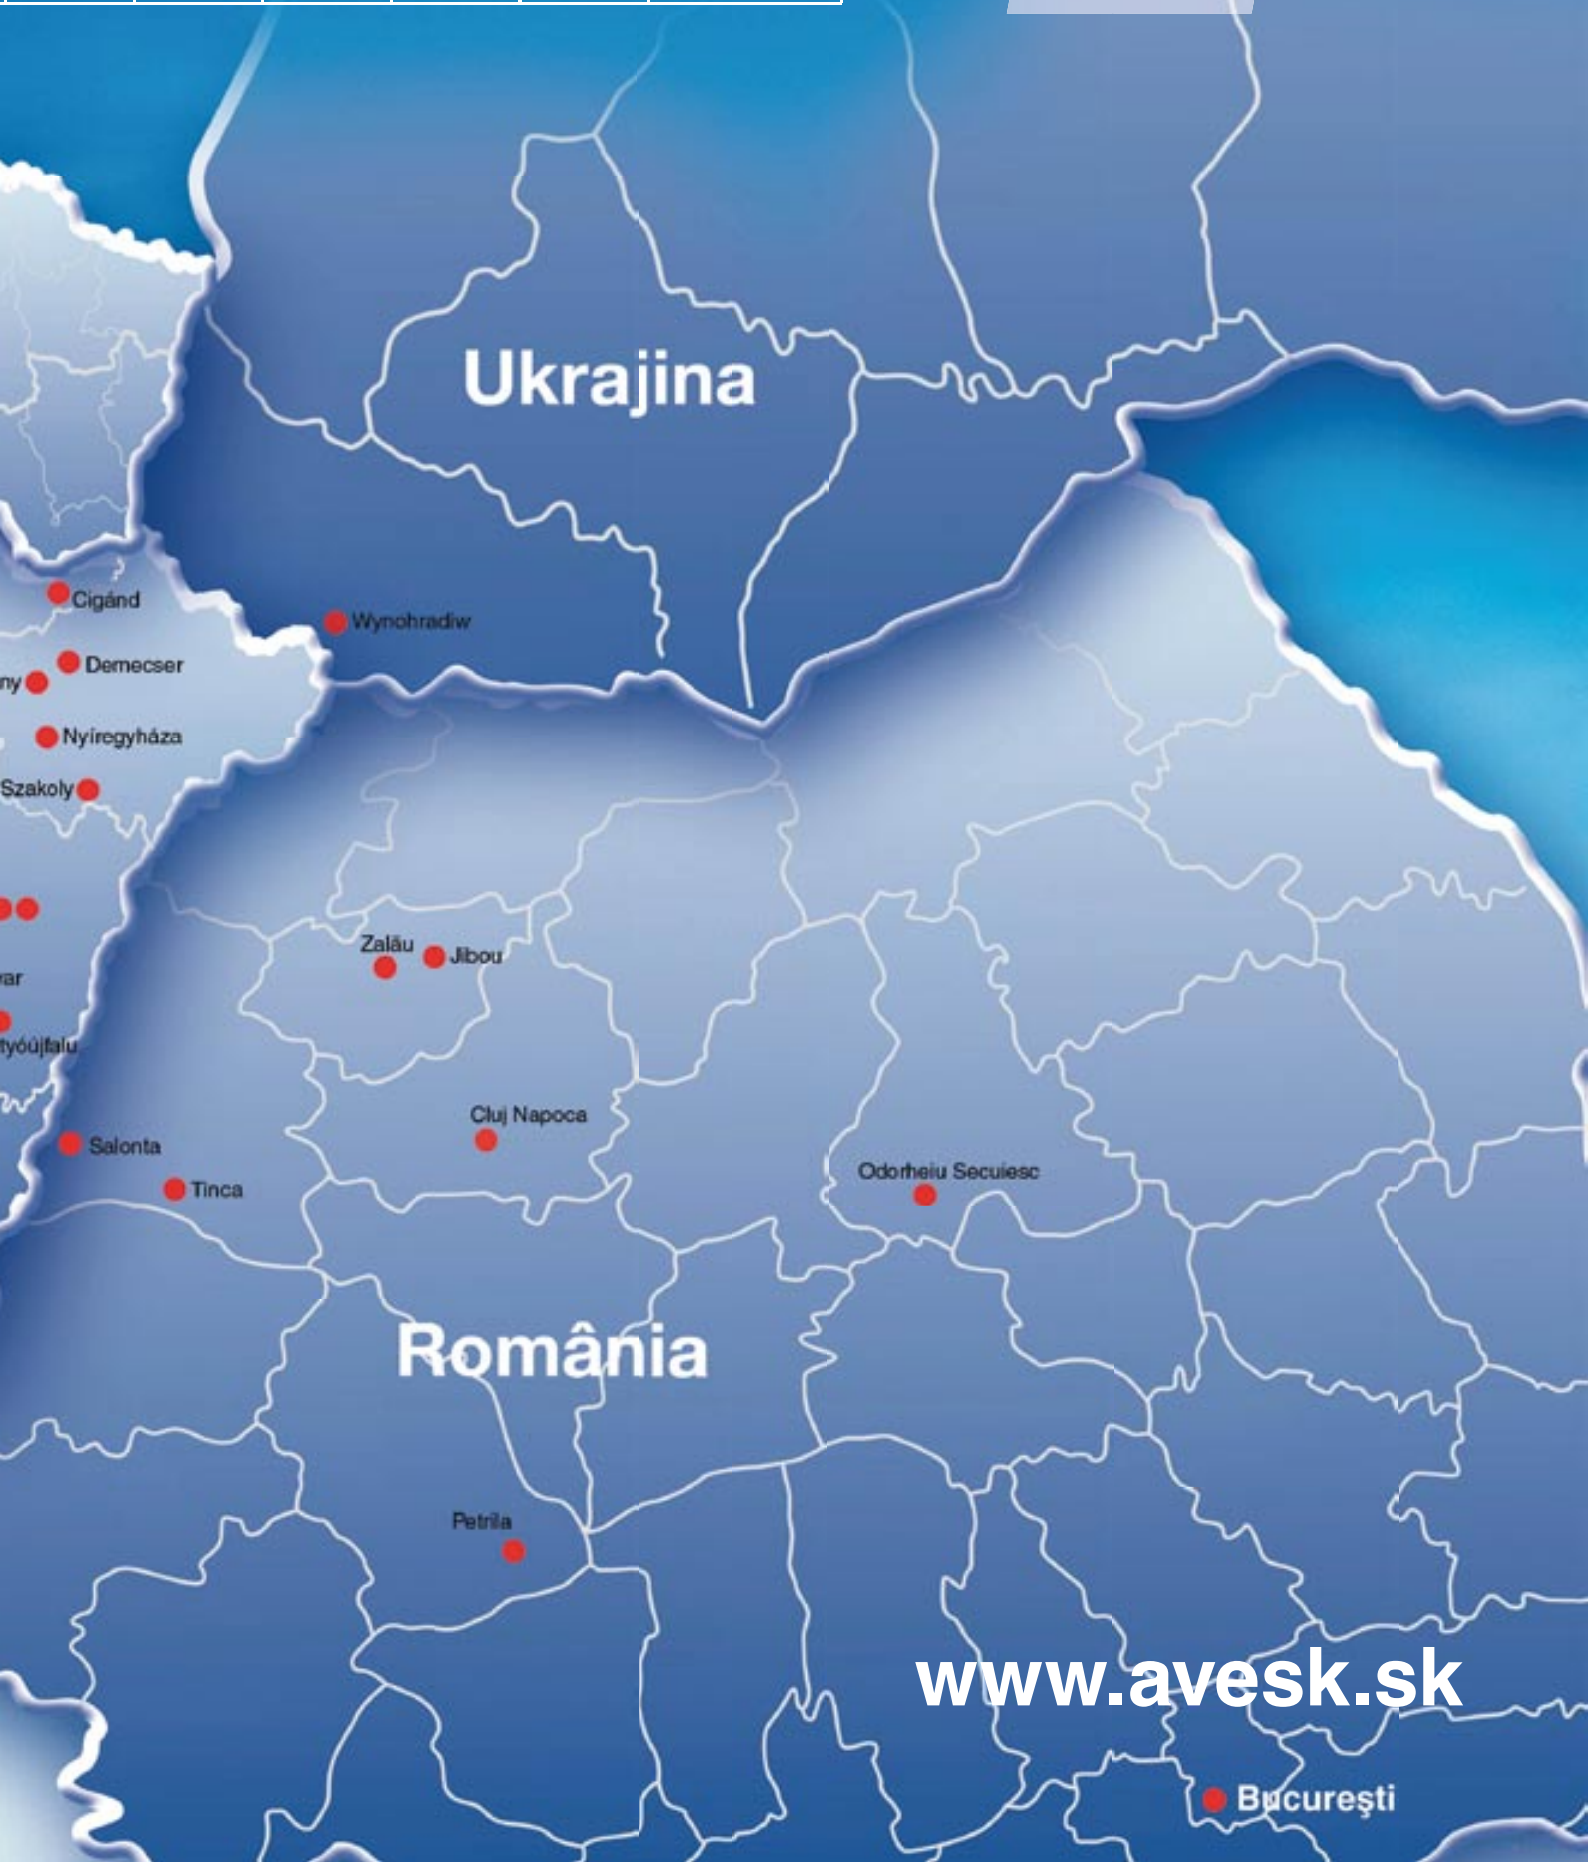 Ukrajina
Cigánd
Wynohradiw
Demecser
Nyíregyháza
Szakoly
Zalău
Jibou
Cluj Napoca
Salonta
Odorheiu Secuiesc
Tinca
România
Petrila
www.avesk.sk
Bucureşti